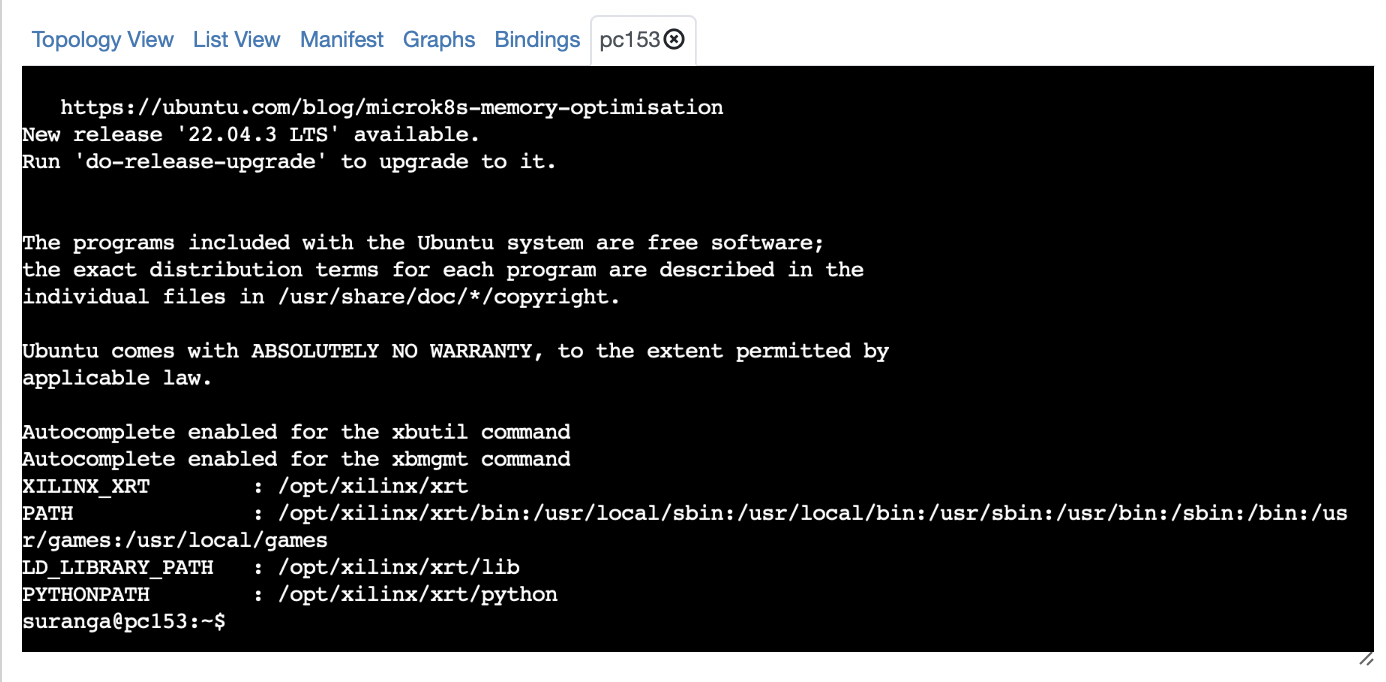 Topology View List View Manifest Graphs Bindings pc153
https://ubuntu.com/blog/microk8s-memory-optimisation
New release '22.04.3 LTS' available.
Run 'do-release-upgrade' to upgrade to it.
The programs included with the Ubuntu system are free software;
the exact distribution terms for each program are described in the
individual files in /usr/share/doc/*/copyright.
Ubuntu comes with ABSOLUTELY NO WARRANTY, to the extent permitted by
applicable law.
Autocomplete enabled for the xbutil command
Autocomplete enabled for the xbmgmt command
XILINX_XRT        : /opt/xilinx/xrt
PATH              : /opt/xilinx/xrt/bin:/usr/local/sbin:/usr/local/bin:/usr/sbin:/usr/bin:/sbin:/bin:/us
r/games:/usr/local/games
LD_LIBRARY_PATH   : /opt/xilinx/xrt/lib
PYTHONPATH        : /opt/xilinx/xrt/python
suranga@pc153:~$